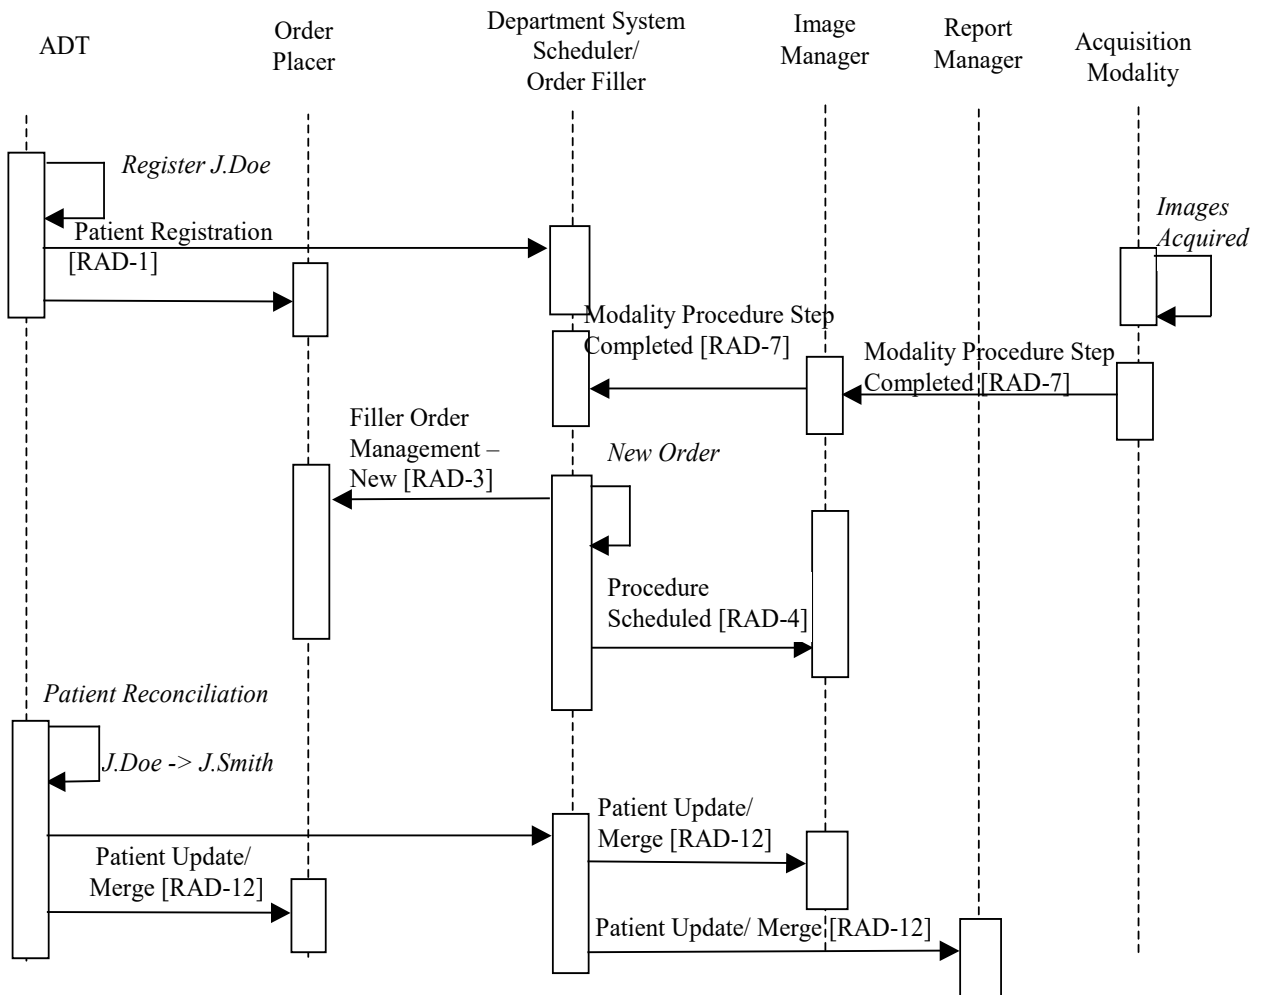 ADT
Order
Placer
Department System
Scheduler/
Order Filler
Image
Manager
Report
Manager
Acquisition
Modality
Register J.Doe
Patient Registration
[RAD-1]
Images
Acquired
Modality Procedure Step
Completed [RAD-7]
Modality Procedure Step
Completed [RAD-7]
Filler Order
Management –
New [RAD-3]
New Order
Procedure
Scheduled [RAD-4]
Patient Reconciliation
J.Doe -> J.Smith
Patient Update/
Merge [RAD-12]
Patient Update/
Merge [RAD-12]
Patient Update/ Merge [RAD-12]